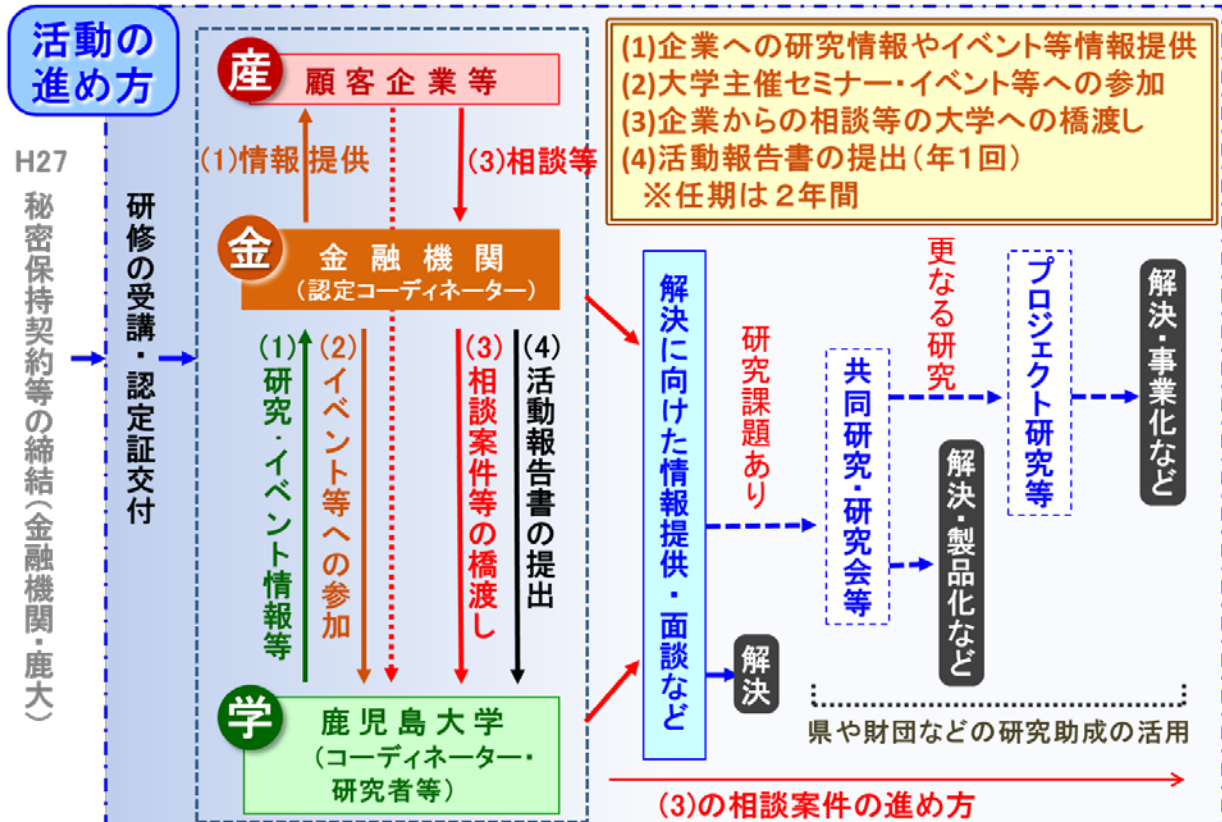 活動の
進め方
H27
秘密保持契約等の締結(金融機関・鹿大)
研修の受講・認定証交付
産
顧客企業等
(1)情報提供
(3)相談等
金
金融機関
(認定コーディネーター)
(1)研究・イベント情報等
(2)イベント等への参加
(3)相談案件等の橋渡し
(4)活動報告書の提出
学
鹿児島大学
(コーディネーター・
研究者等)
(1)企業への研究情報やイベント等情報提供
(2)大学主催セミナー・イベント等への参加
(3)企業からの相談等の大学への橋渡し
(4)活動報告書の提出(年1回)
※任期は2年間
解決に向けた情報提供・面談など
解決
研究課題あり
共同研究・研究会等
解決・製品化など
更なる研究
プロジェクト研究等
解決・事業化など
県や財団などの研究助成の活用
(3)の相談案件の進め方